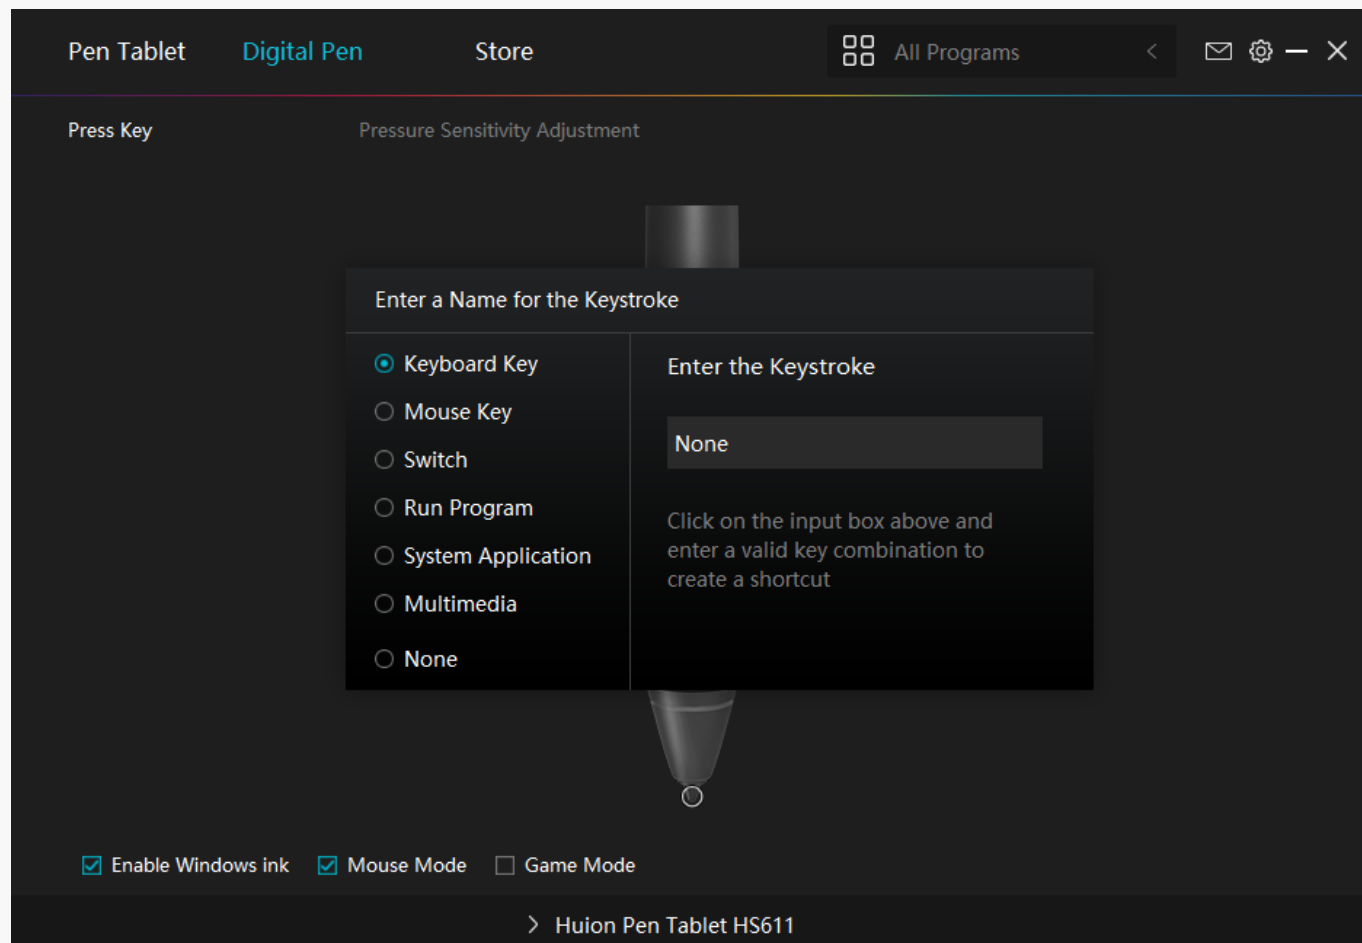 Pen Tablet Digital Pen Store All Programs
Press Key Pressure Sensitivity Adjustment
Enter a Name for the Keystroke
Keyboard Key
Mouse Key
Switch
Run Program
System Application
Multimedia
None
Enter the Keystroke
None
Click on the input box above and
enter a valid key combination to
create a shortcut
Enable Windows ink Mouse Mode Game Mode
Huion Pen Tablet HS611